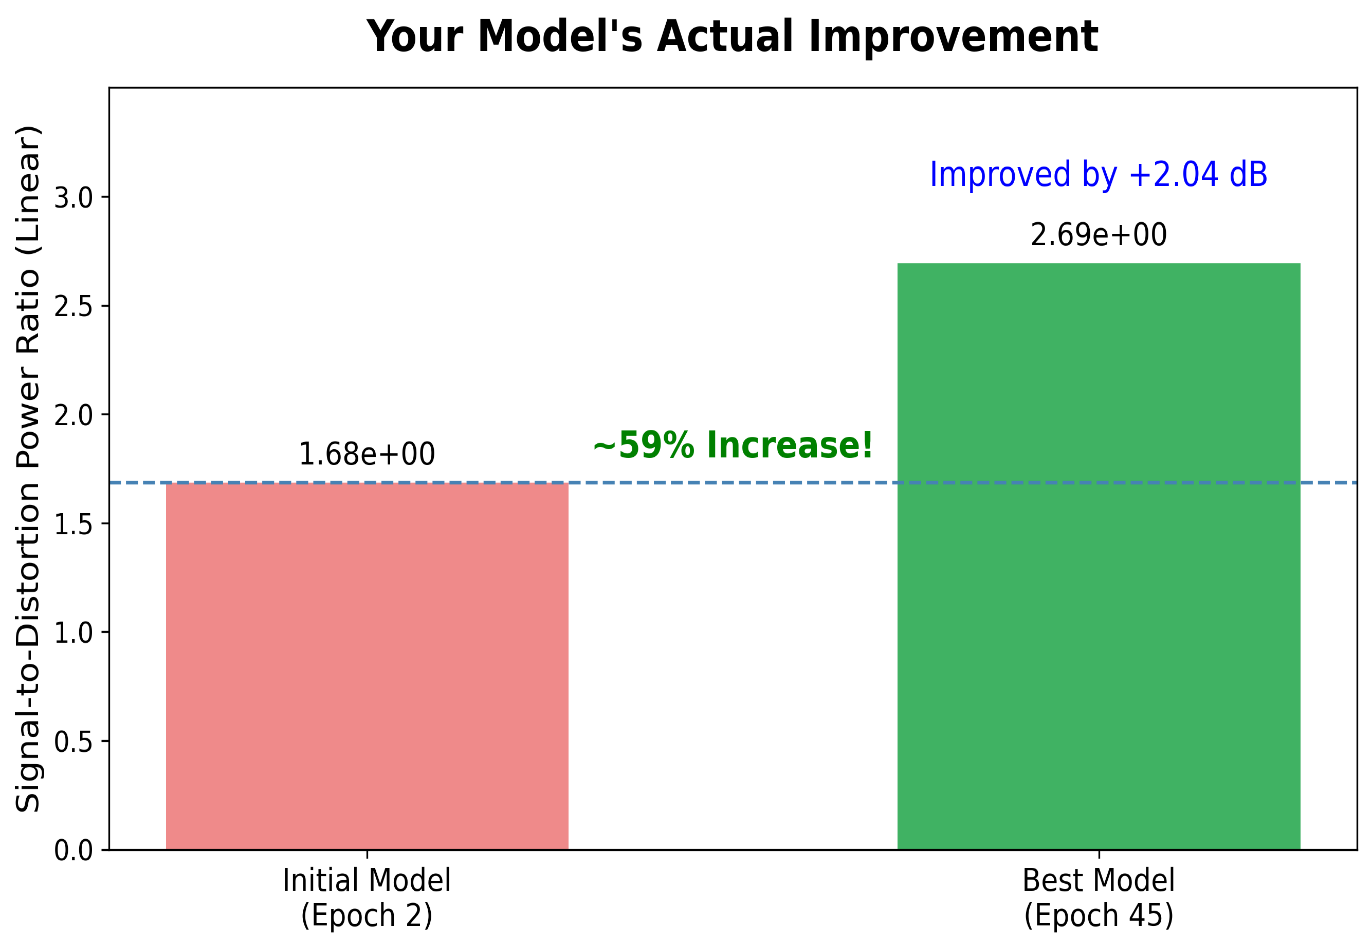 Your Model's Actual Improvement
Signal-to-Distortion Power Ratio (Linear)
3.0
2.5
2.0
1.5
1.0
0.5
0.0
Improved by +2.04 dB
2.69e+00
~59% Increase!
1.68e+00
Initial Model
(Epoch 2)
Best Model
(Epoch 45)